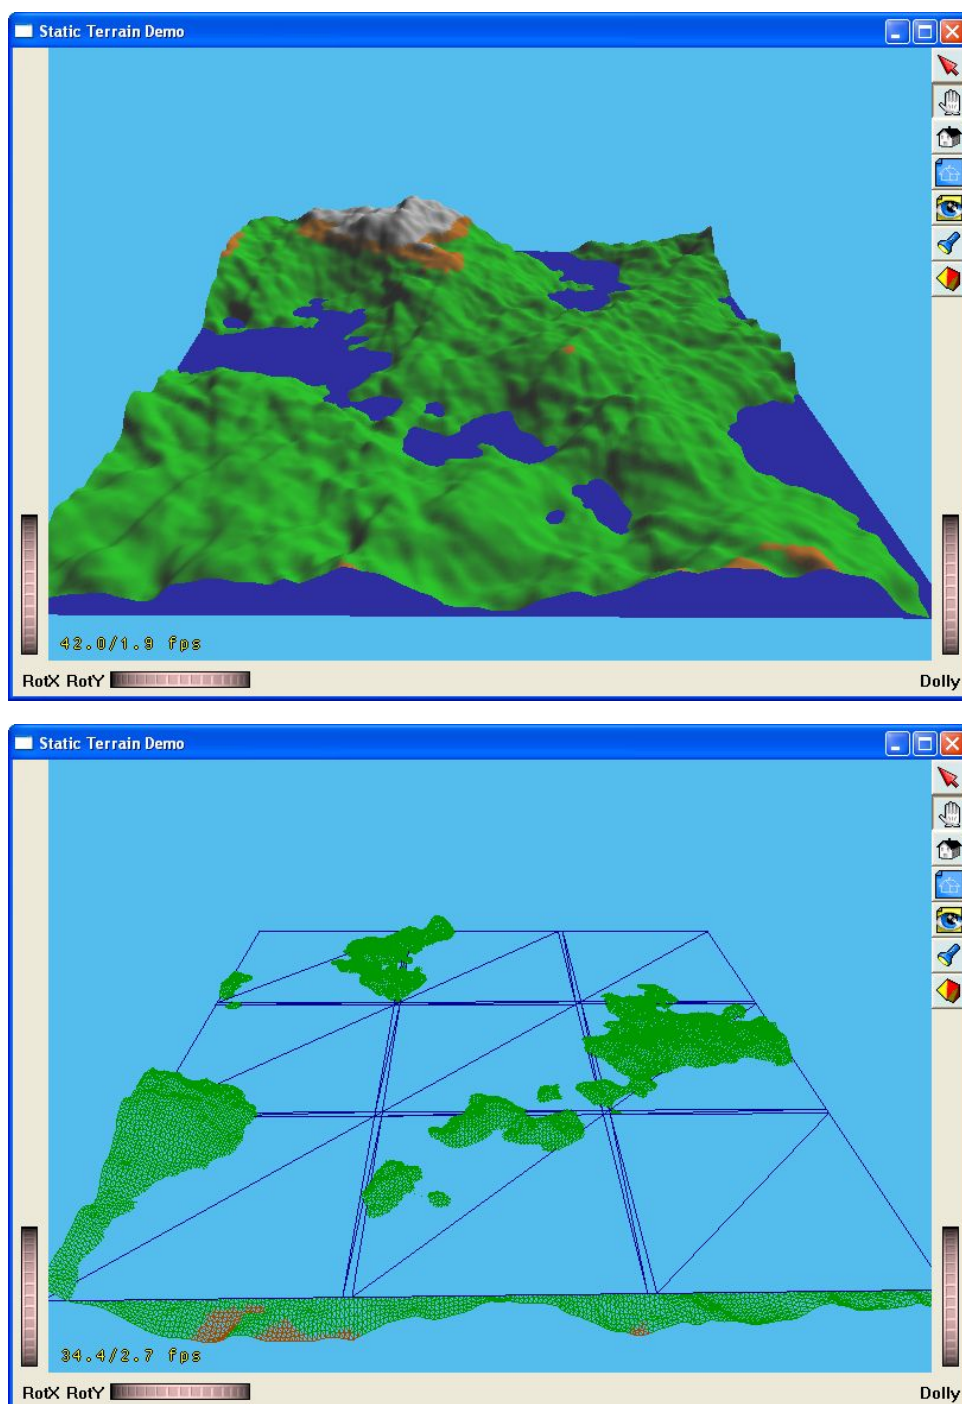 Static Terrain Demo
42.0/1.9 fps
RotX RotY
Dolly
Static Terrain Demo
34.4/2.7 fps
RotX RotY
Dolly